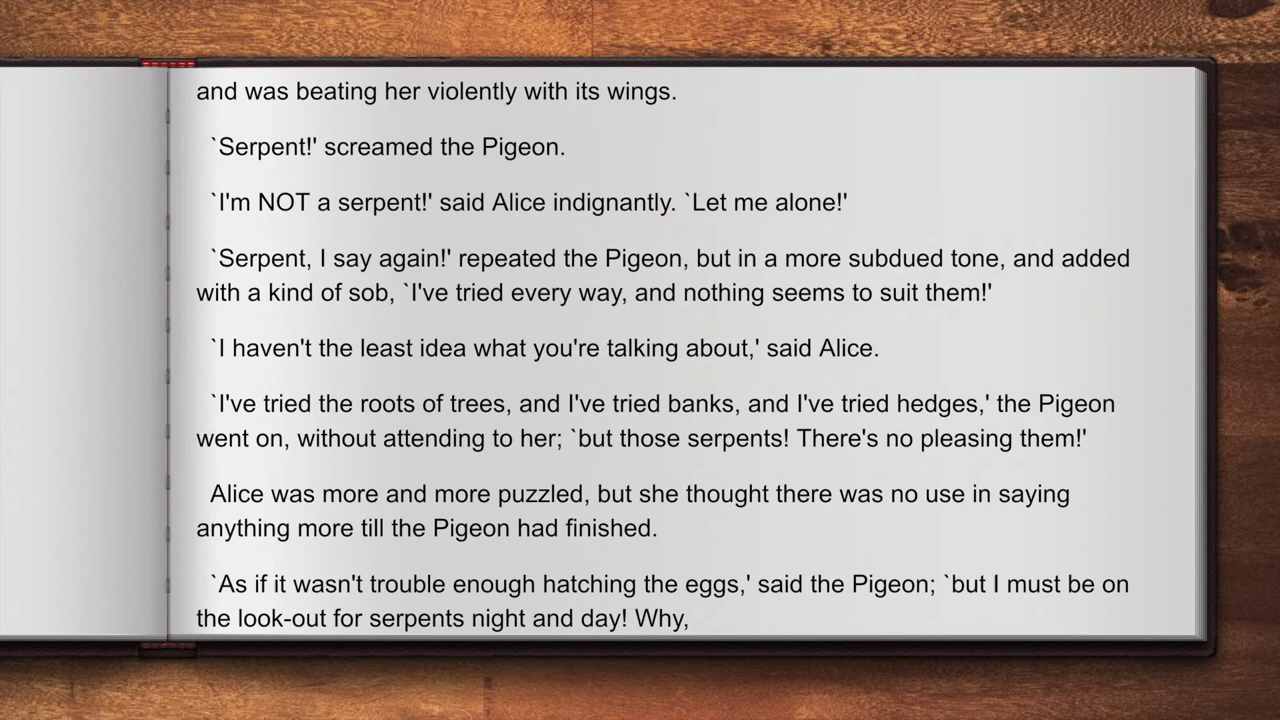 and was beating her violently with its wings.
`Serpent!' screamed the Pigeon.
`I'm NOT a serpent!' said Alice indignantly. `Let me alone!'
`Serpent, I say again!' repeated the Pigeon, but in a more subdued tone, and added
with a kind of sob, `I've tried every way, and nothing seems to suit them!'
`I haven't the least idea what you're talking about,' said Alice.
`I've tried the roots of trees, and I've tried banks, and I've tried hedges,' the Pigeon
went on, without attending to her; `but those serpents! There's no pleasing them!'
Alice was more and more puzzled, but she thought there was no use in saying
anything more till the Pigeon had finished.
`As if it wasn't trouble enough hatching the eggs,' said the Pigeon; `but I must be on
the look-out for serpents night and day! Why,